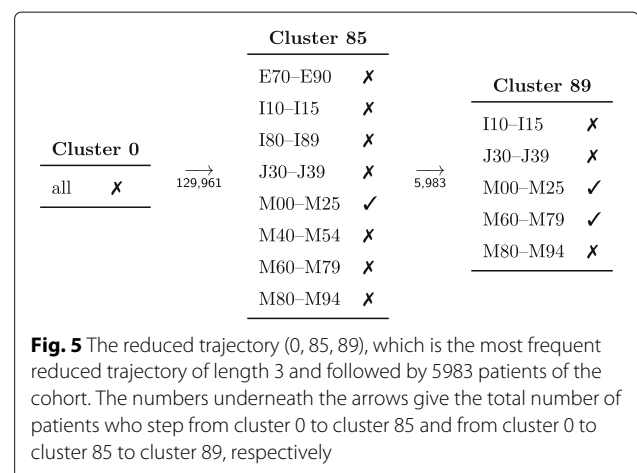 Cluster 0
all ✗
⟶
129,961
Cluster 85
E70–E90 ✗
I10–I15 ✗
I80–I89 ✗
J30–J39 ✗
M00–M25 ✓
M40–M54 ✗
M60–M79 ✗
M80–M94 ✗
⟶
5,983
Cluster 89
I10–I15 ✗
J30–J39 ✗
M00–M25 ✓
M60–M79 ✓
M80–M94 ✗
Fig. 5 The reduced trajectory (0, 85, 89), which is the most frequent
reduced trajectory of length 3 and followed by 5983 patients of the
cohort. The numbers underneath the arrows give the total number of
patients who step from cluster 0 to cluster 85 and from cluster 0 to
cluster 85 to cluster 89, respectively